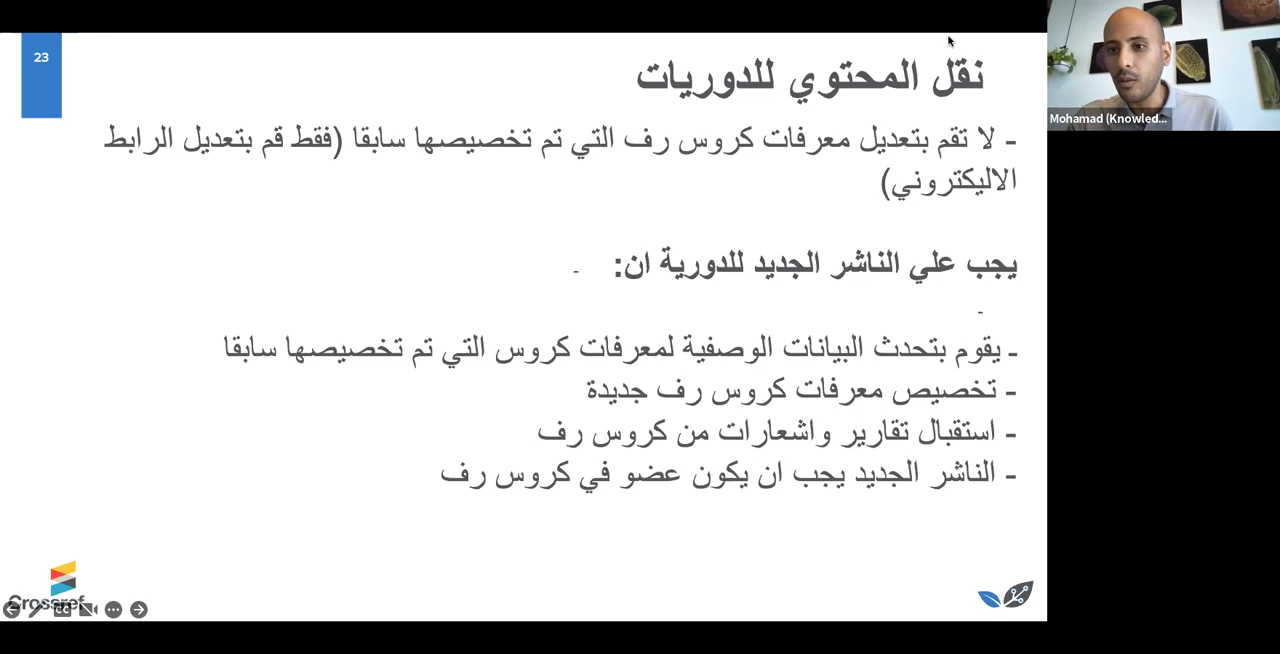 23
نقل المحتوي للدوريات
- لا تقم بتعديل معرفات كروس رف التي تم تخصيصها سابقا (فقط قم بتعديل الرابط
الاليكتروني)
يجب علي الناشر الجديد للدورية ان: -
-
- يقوم بتحدث البيانات الوصفية لمعرفات كروس التي تم تخصيصها سابقا
- تخصيص معرفات كروس رف جديدة
- استقبال تقارير واشعارات من كروس رف
- الناشر الجديد يجب ان يكون عضو في كروس رف
Crossref
CC
Mohamad (Knowled...